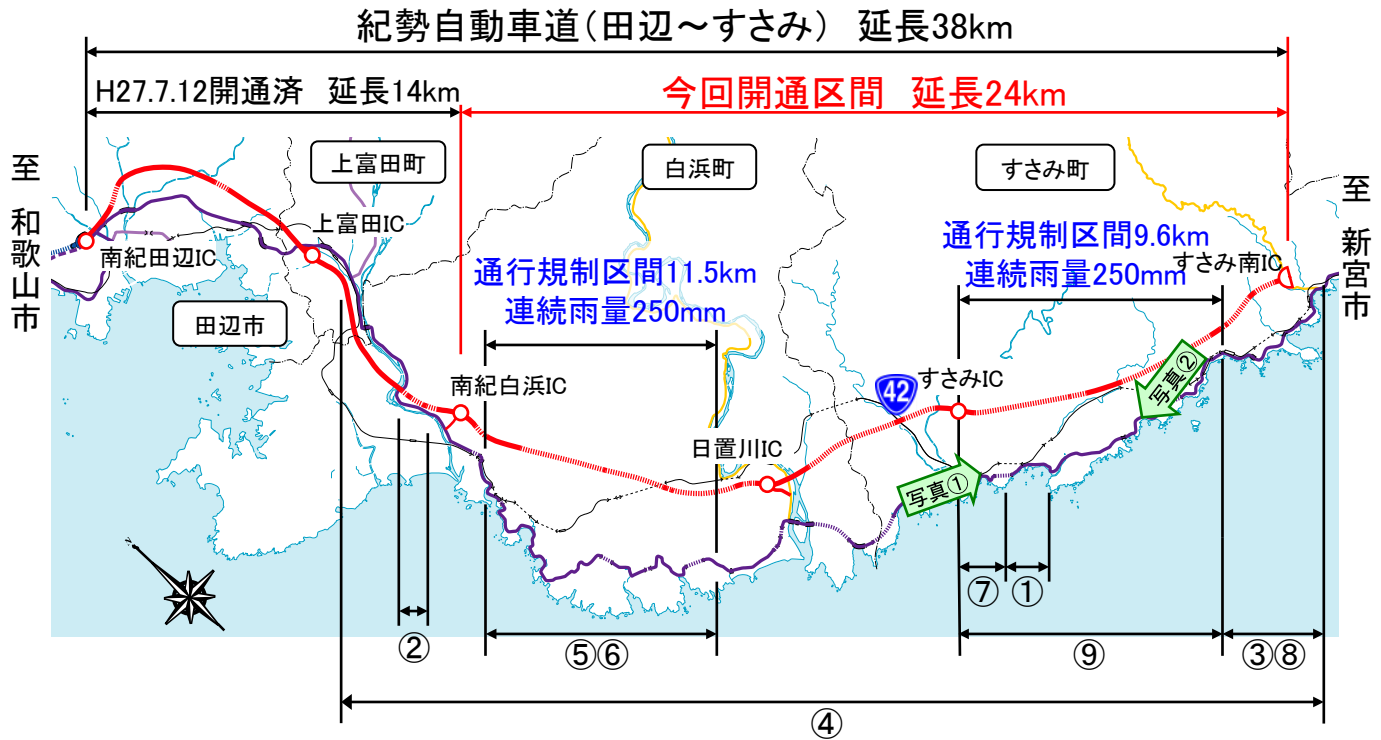 紀勢自動車道(田辺～すさみ) 延長38km
H27.7.12開通済 延長14km
今回開通区間 延長24km
至 和歌山市
上富田町
白浜町
すさみ町
至 新宮市
上富田IC
南紀田辺IC
田辺市
通行規制区間11.5km
連続雨量250mm
通行規制区間9.6km
連続雨量250mm
すさみ南IC
南紀白浜IC
42
すさみIC
写真②
日置川IC
写真①
⑦
①
②
⑤⑥
⑨
③⑧
④